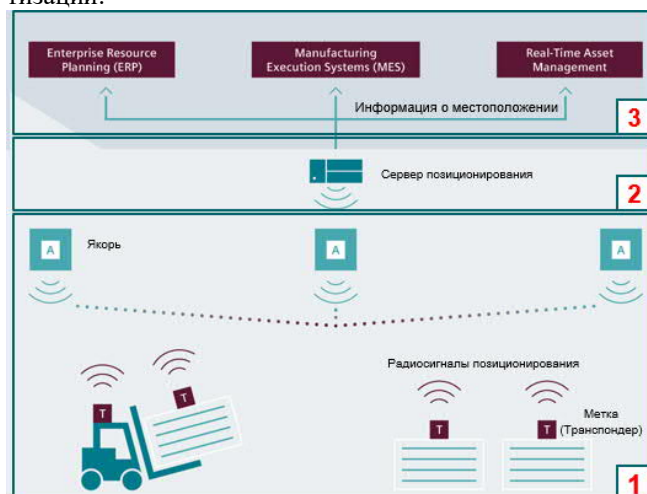 тизации.
Enterprise Resource
Planning (ERP)
Manufacturing
Execution Systems (MES)
Real-Time Asset
Management
Информация о местоположении
3
Сервер позиционирования
2
A
Якорь
A
A
Радиосигналы позиционирования
T
T
T
T
Метка
(Транспондер)
1